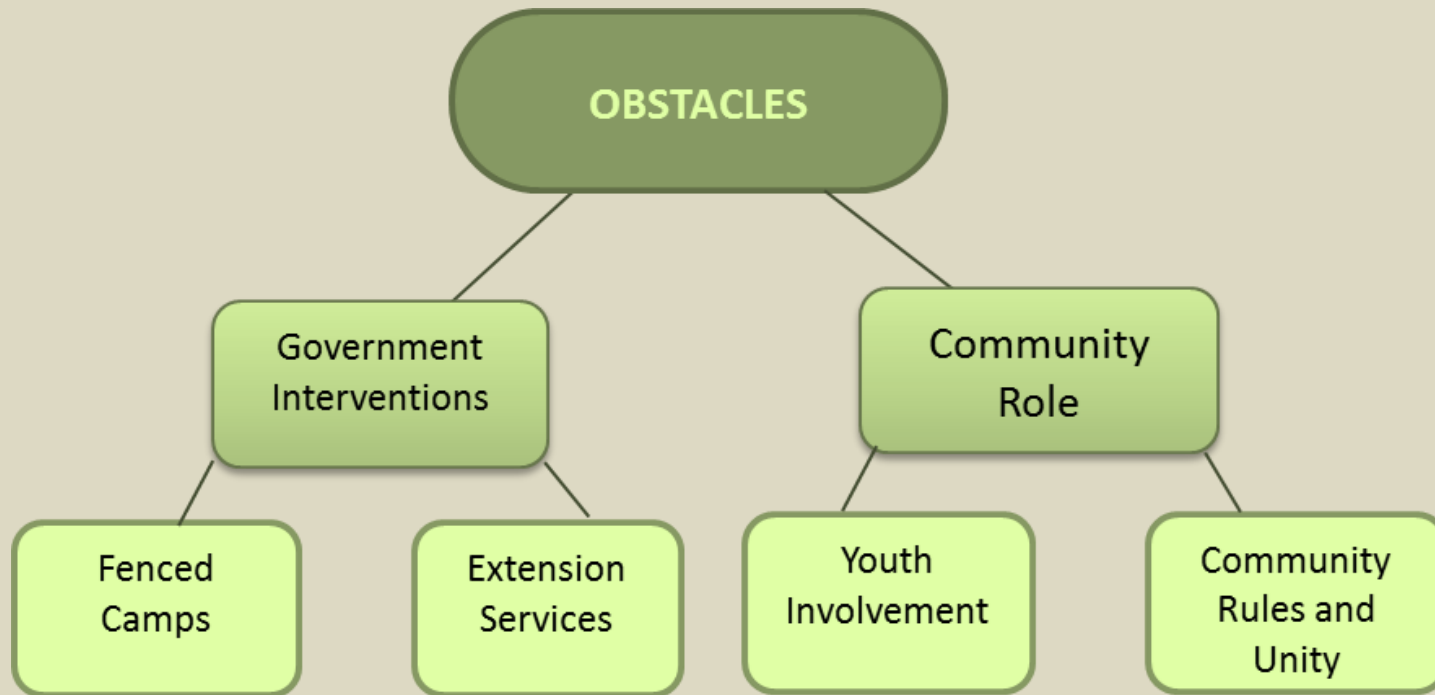 OBSTACLES
Government
Interventions
Community
Role
Fenced
Camps
Extension
Services
Youth
Involvement
Community
Rules and
Unity